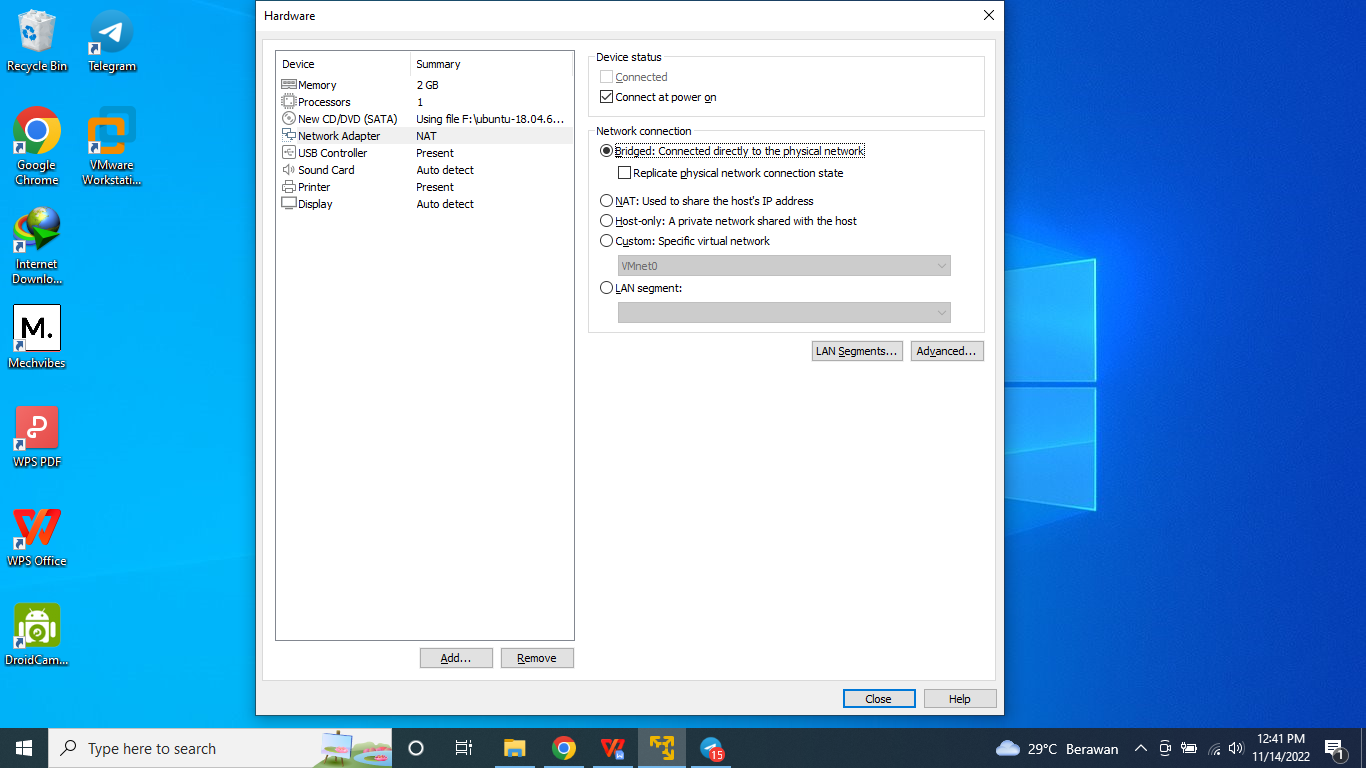 Hardware
Recycle Bin
Telegram
Google Chrome
VMware Workstati...
Internet Downlo...
M.
Mechvibes
WPS PDF
WPS Office
DroidCam...
Device Summary
Memory 2 GB
Processors 1
New CD/DVD (SATA) Using file F:\ubuntu-18.04.6...
Network Adapter NAT
USB Controller Present
Sound Card Auto detect
Printer Present
Display Auto detect
Add... Remove
Device status
Connected
Connect at power on
Network connection
Bridged: Connected directly to the physical network
Replicate physical network connection state
NAT: Used to share the host's IP address
Host-only: A private network shared with the host
Custom: Specific virtual network
VMnet0
LAN segment:
LAN Segments... Advanced...
Close Help
Type here to search
15
29°C Berawan
12:41 PM
11/14/2022
1